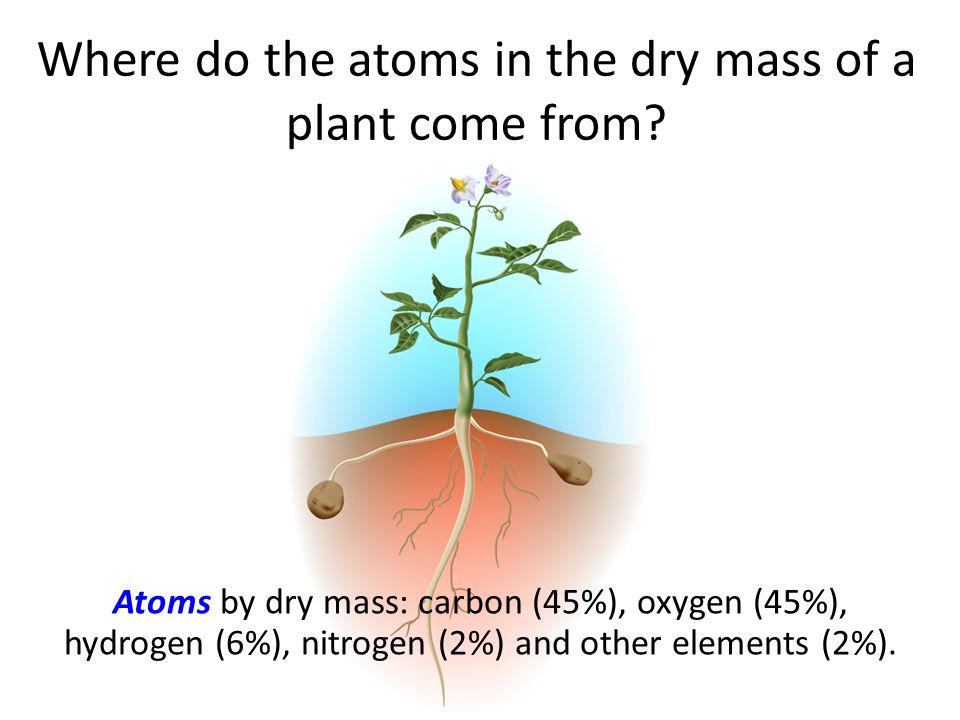 Where do the atoms in the dry mass of a
plant come from?
Atoms by dry mass: carbon (45%), oxygen (45%),
hydrogen (6%), nitrogen (2%) and other elements (2%).